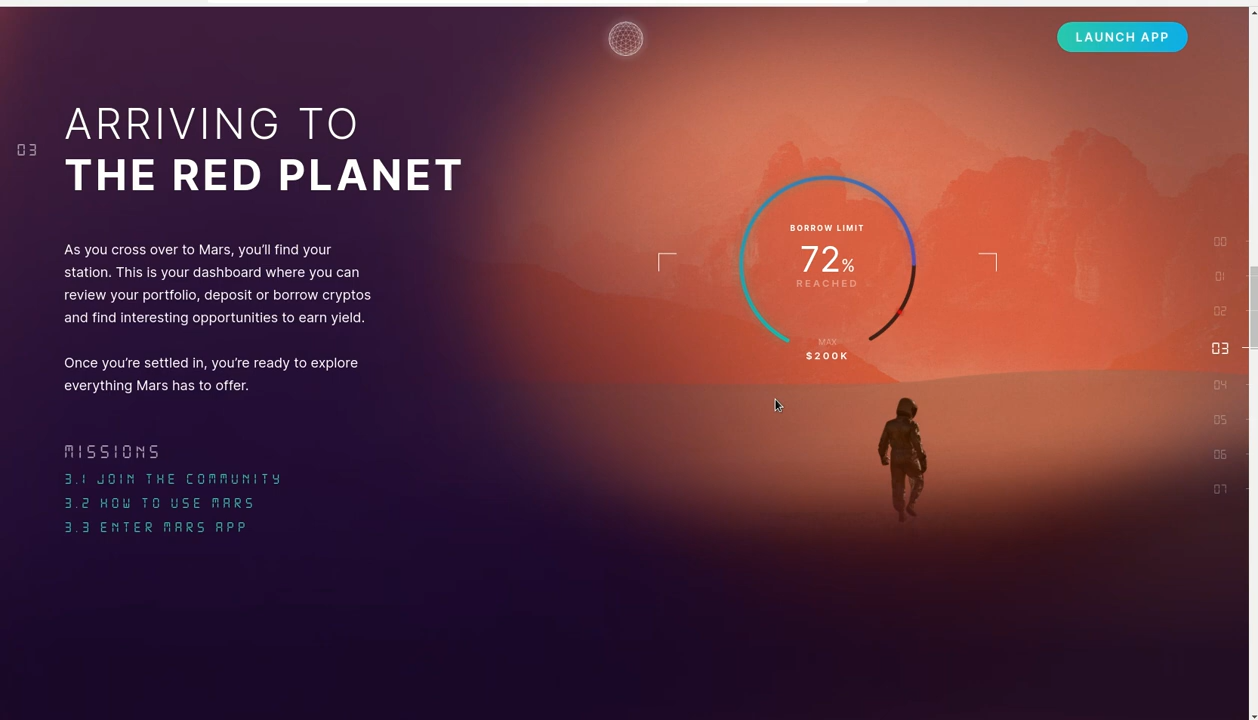 LAUNCH APP
03
ARRIVING TO
THE RED PLANET
As you cross over to Mars, you’ll find your
station. This is your dashboard where you can
review your portfolio, deposit or borrow cryptos
and find interesting opportunities to earn yield.
Once you’re settled in, you’re ready to explore
everything Mars has to offer.
MISSIONS
3.1 JOIN THE COMMUNITY
3.2 HOW TO USE MARS
3.3 ENTER MARS APP
BORROW LIMIT
72%
REACHED
MAX
$200K
00
01
02
03
04
05
06
07